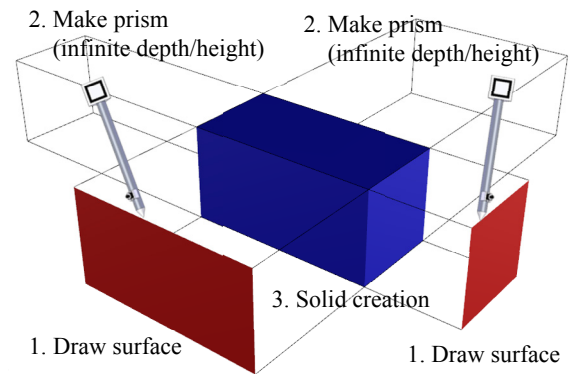 2. Make prism
(infinite depth/height)
2. Make prism
(infinite depth/height)
3. Solid creation
1. Draw surface
1. Draw surface